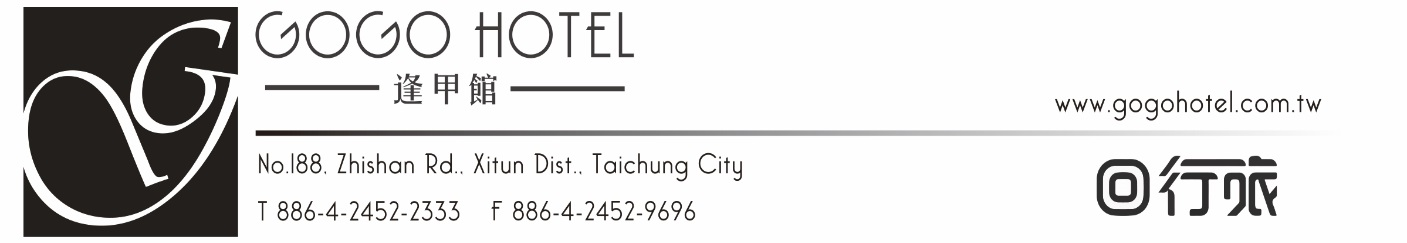 GOGO HOTEL
逢甲館
www.gogohotel.com.tw
No.188, Zhishan Rd., Xitun Dist., Taichung City
T 886-4-2452-2333 F 886-4-2452-9696
回行旅